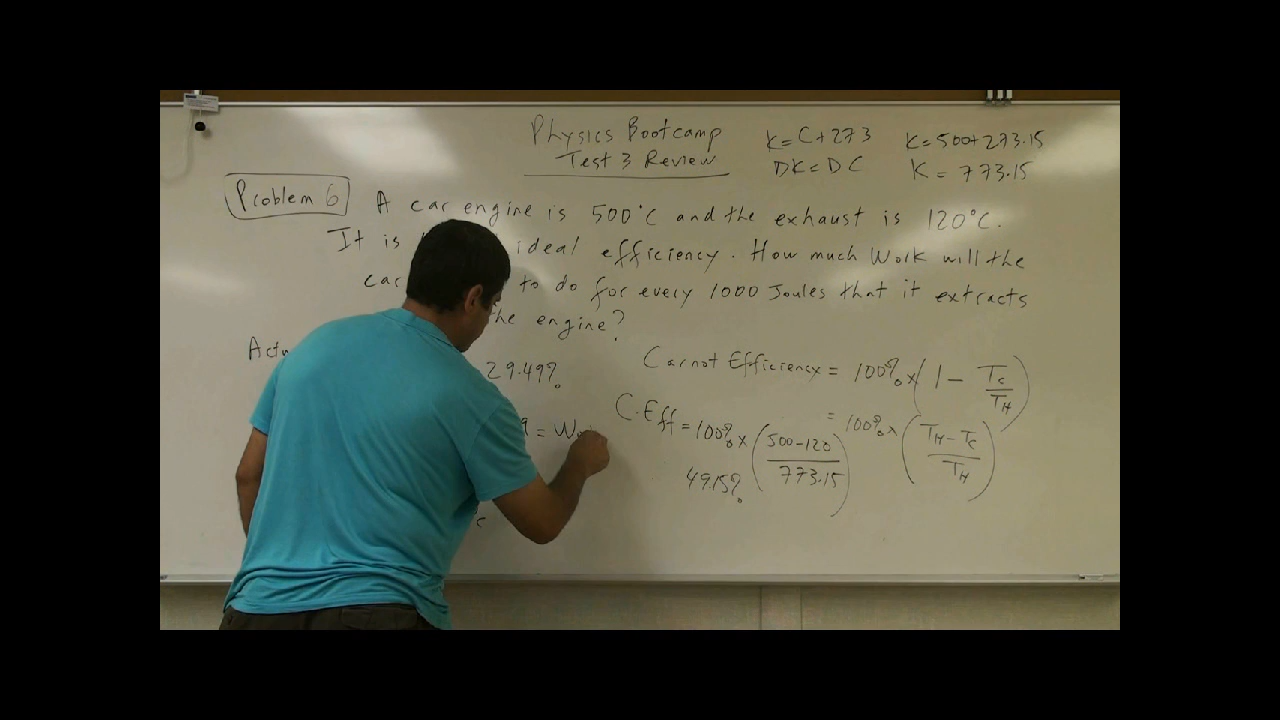 Physics Bootcamp
Test 3 Review
K = C + 273
DK = DC
K = 500 + 273.15
K = 773.15
Problem 6 A car engine is 500°C and the exhaust is 120°C.
It is ideal efficiency. How much Work will the
car to do for every 1000 Joules that it extracts
the engine?
Actu
29.49%
= Wo
c
Carnot Efficiency = 100% × (1 - Tc/TH)
= 100% × (TH - Tc/TH)
C. Eff = 100% × (500 - 120/773.15)
49.15%